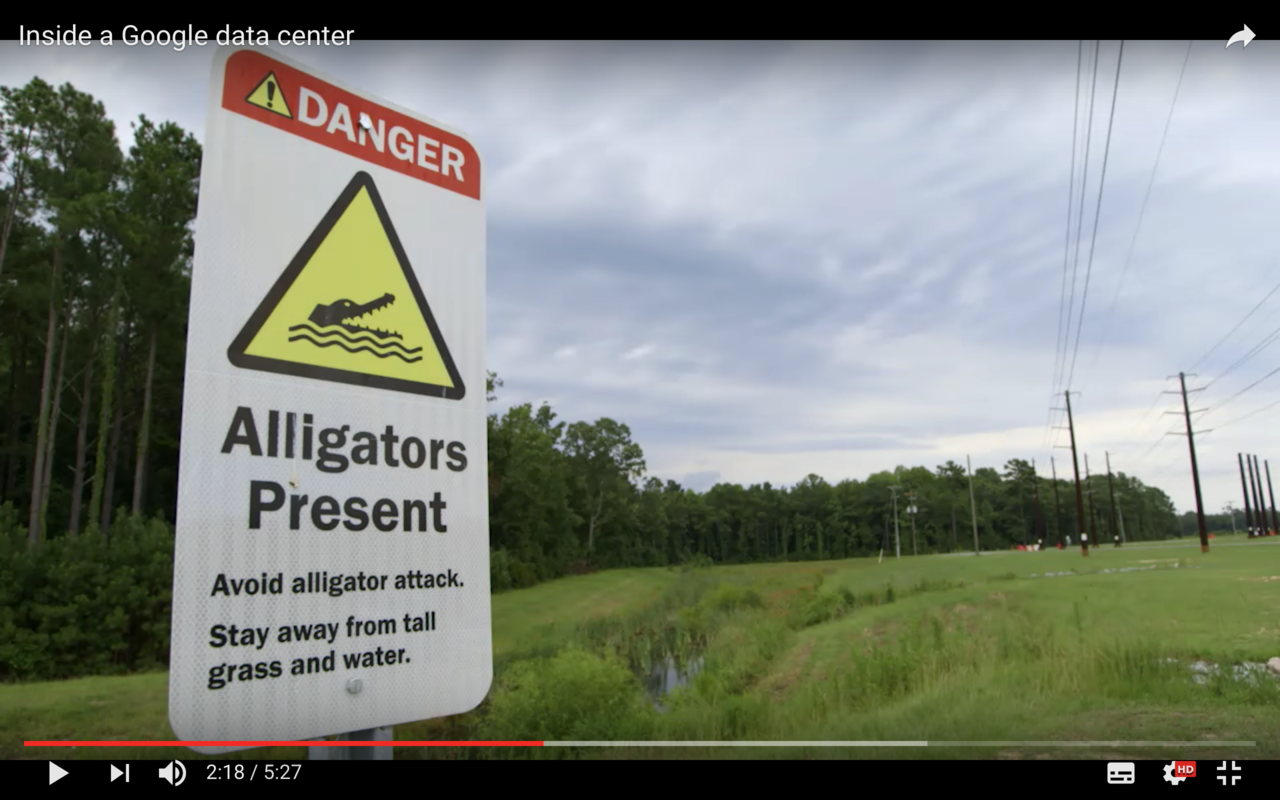 Inside a Google data center
DANGER
Alligators
Present
Avoid alligator attack.
Stay away from tall
grass and water.
2:18 / 5:27
HD